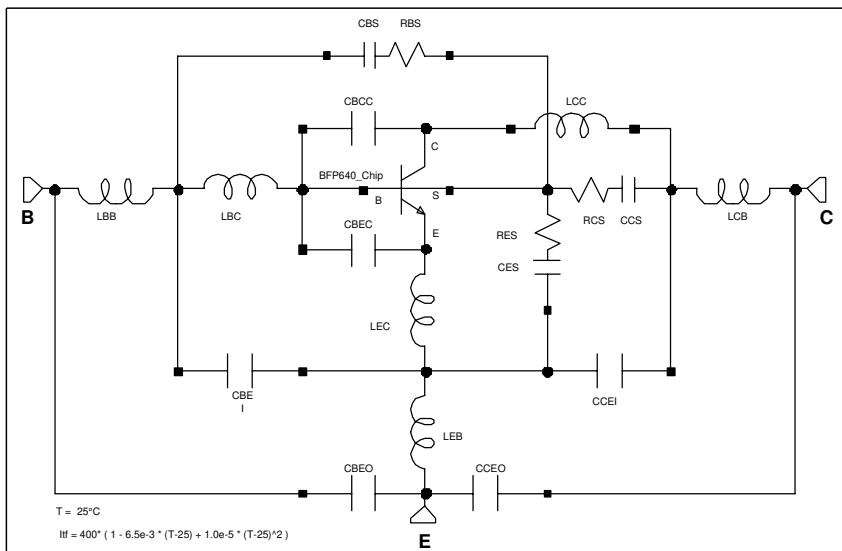 CBS
RBS
CBCC
LCC
C
BFP640_Chip
S
B
B
LBB
LBC
RCS
CCS
LCB
C
CBEC
E
RES
CES
LEC
CBE
I
CCEI
LEB
CBEO
CCEO
T = 25°C
Itf = 400* ( 1 - 6.5e-3 * (T-25) + 1.0e-5 * (T-25)^2 )
E